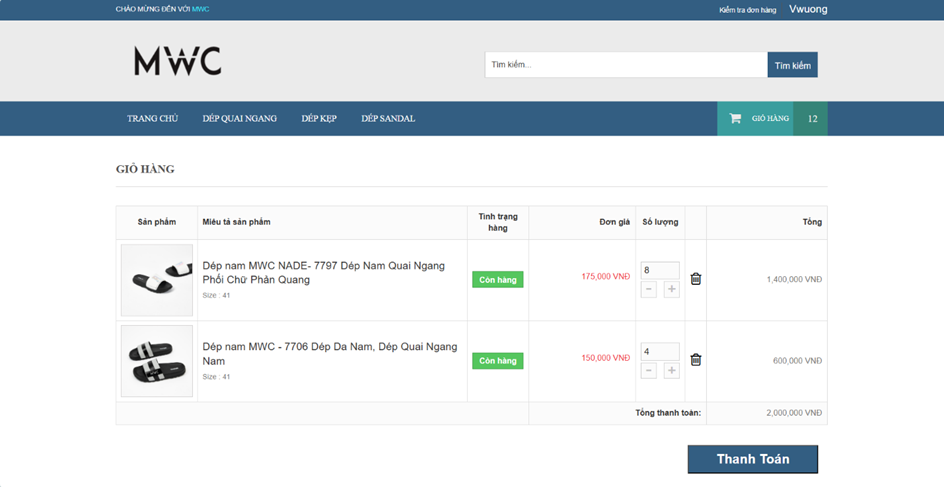 CHÀO MỪNG ĐẾN VỚI MWC
Kiểm tra đơn hàng
Vwuong
MWC
Tìm kiếm...
Tìm kiếm
TRANG CHỦ
DÉP QUAI NGANG
DÉP KẸP
DÉP SANDAL
GIỎ HÀNG
12
GIỎ HÀNG
Sản phẩm
Miêu tả sản phẩm
Tình trạng
hàng
Đơn giá
Số lượng
Tổng
Dép nam MWC NADE- 7797 Dép Nam Quai Ngang
Phối Chữ Phản Quang
Size : 41
Còn hàng
175,000 VNĐ
8
- +
1,400,000 VNĐ
Dép nam MWC - 7706 Dép Da Nam, Dép Quai Ngang
Nam
Size : 41
Còn hàng
150,000 VNĐ
4
- +
600,000 VNĐ
Tổng thanh toán:
2,000,000 VNĐ
Thanh Toán